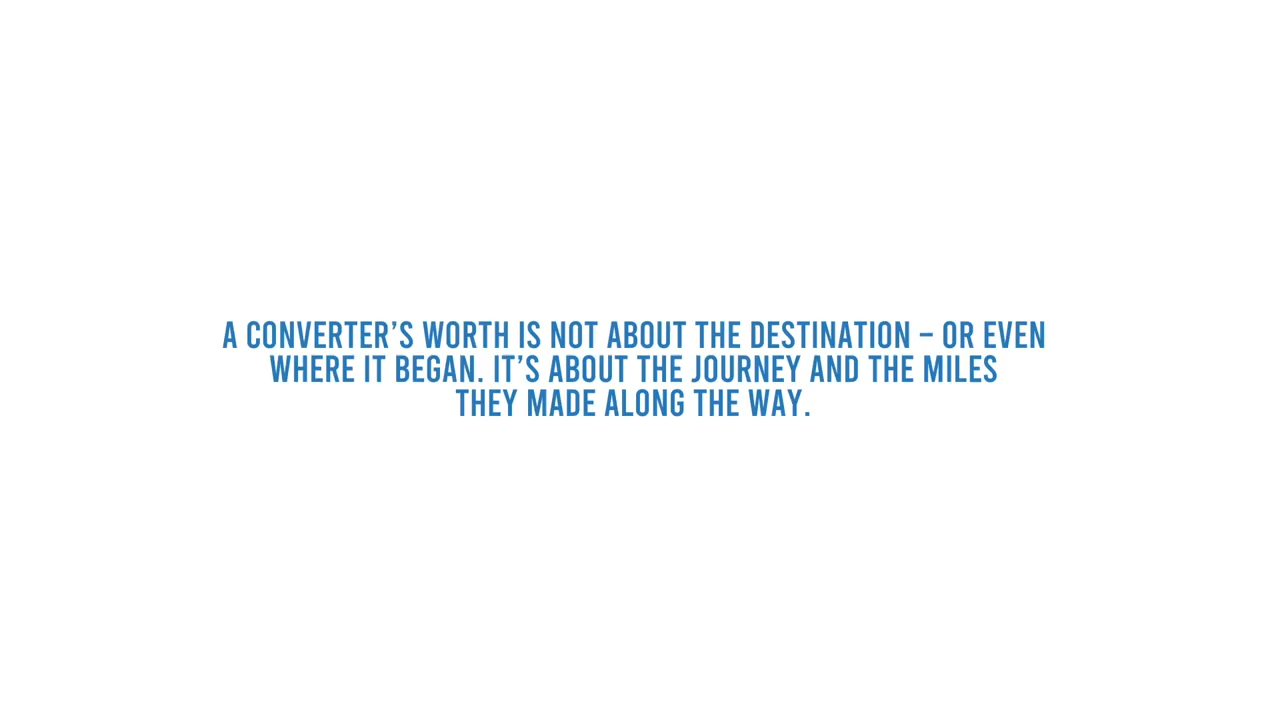 A CONVERTER’S WORTH IS NOT ABOUT THE DESTINATION – OR EVEN
WHERE IT BEGAN. IT’S ABOUT THE JOURNEY AND THE MILES
THEY MADE ALONG THE WAY.